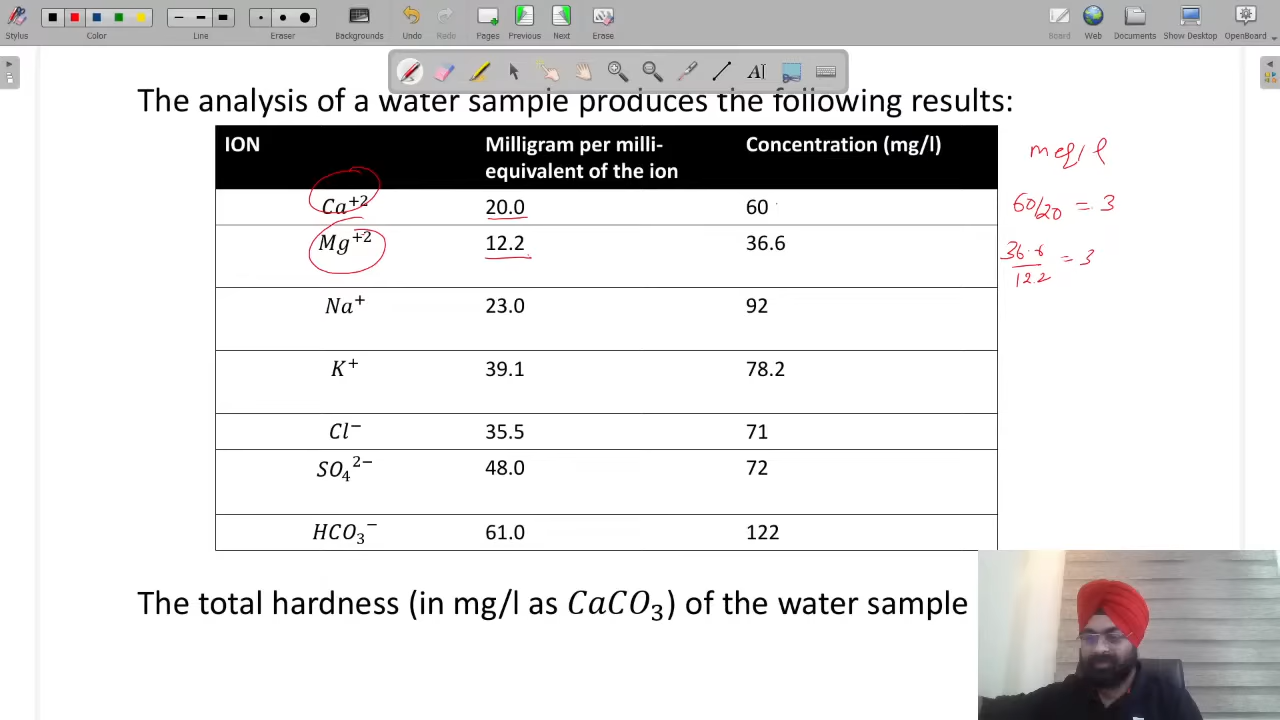 Stylus Color Line Eraser Backgrounds Undo Redo Pages Previous Next Erase Board Web Documents Show Desktop OpenBoard
The analysis of a water sample produces the following results:
ION Milligram per milli-equivalent of the ion Concentration (mg/l)
meq/l
Ca⁺² 20.0 60
60/20 = 3
Mg⁺² 12.2 36.6
36.6/12.2 = 3
Na⁺ 23.0 92
K⁺ 39.1 78.2
Cl⁻ 35.5 71
SO₄²⁻ 48.0 72
HCO₃⁻ 61.0 122
The total hardness (in mg/l as CaCO₃) of the water sample